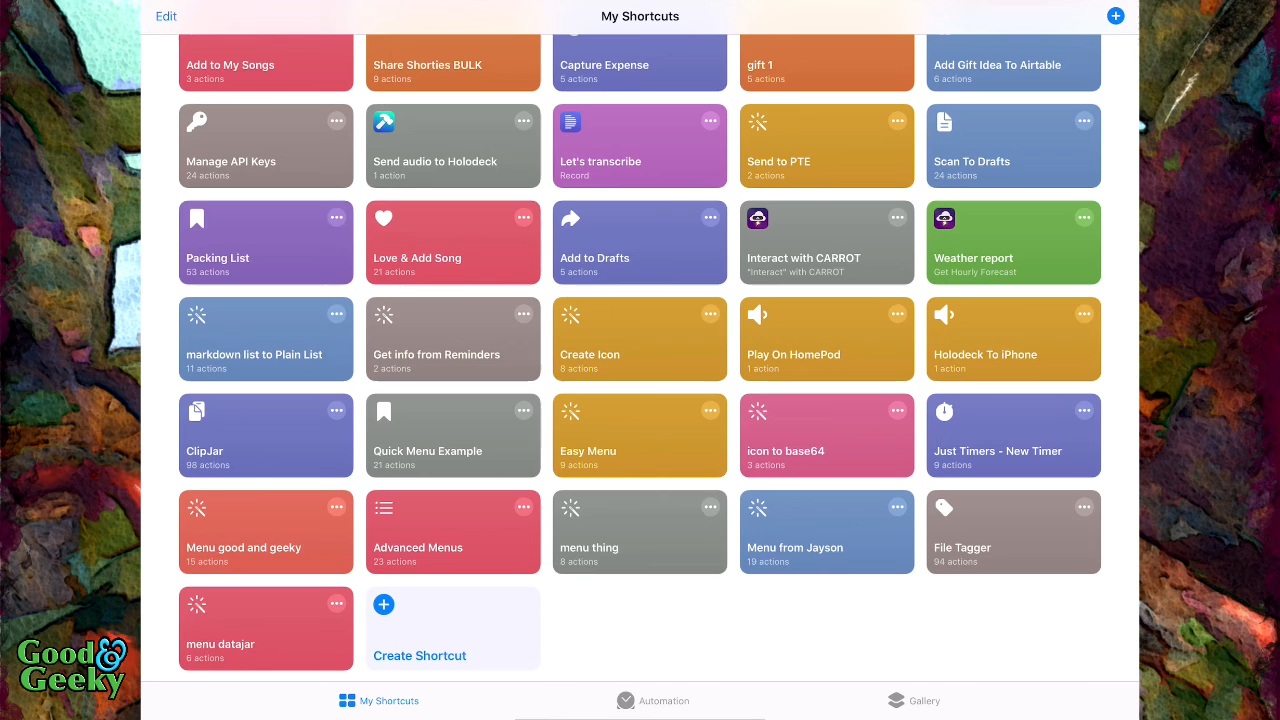 Edit
My Shortcuts
Add to My Songs
3 actions
Share Shorties BULK
9 actions
Capture Expense
5 actions
gift 1
5 actions
Add Gift Idea To Airtable
6 actions
Manage API Keys
24 actions
Send audio to Holodeck
1 action
Let's transcribe
Record
Send to PTE
2 actions
Scan To Drafts
24 actions
Packing List
53 actions
Love & Add Song
21 actions
Add to Drafts
5 actions
Interact with CARROT
"Interact" with CARROT
Weather report
Get Hourly Forecast
markdown list to Plain List
11 actions
Get info from Reminders
2 actions
Create Icon
8 actions
Play On HomePod
1 action
Holodeck To iPhone
1 action
ClipJar
98 actions
Quick Menu Example
21 actions
Easy Menu
9 actions
icon to base64
3 actions
Just Timers - New Timer
9 actions
Menu good and geeky
15 actions
Advanced Menus
23 actions
menu thing
8 actions
Menu from Jayson
19 actions
File Tagger
94 actions
menu datajar
6 actions
Create Shortcut
Good &
Geeky
My Shortcuts
Automation
Gallery